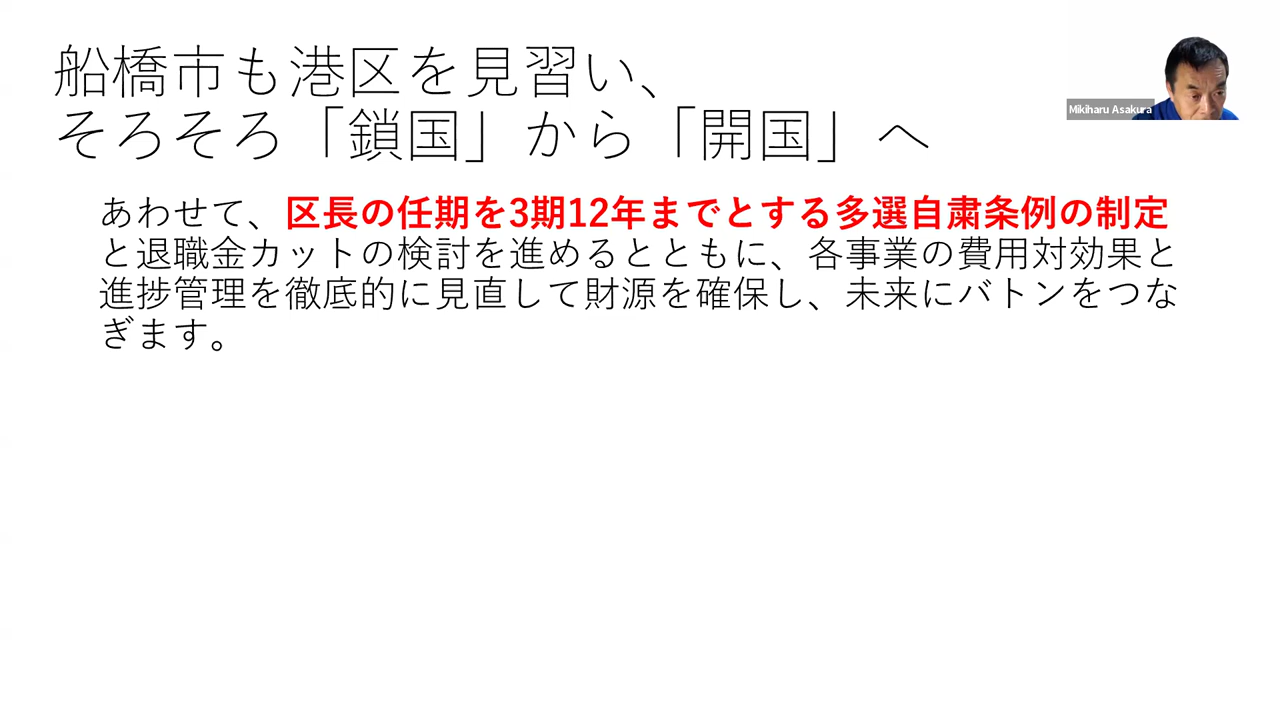 船橋市も港区を見習い、
そろそろ「鎖国」から「開国」へ
Mikiharu Asakura
あわせて、区長の任期を3期12年までとする多選自粛条例の制定
と退職金カットの検討を進めるとともに、各事業の費用対効果と
進捗管理を徹底的に見直して財源を確保し、未来にバトンをつな
ぎます。